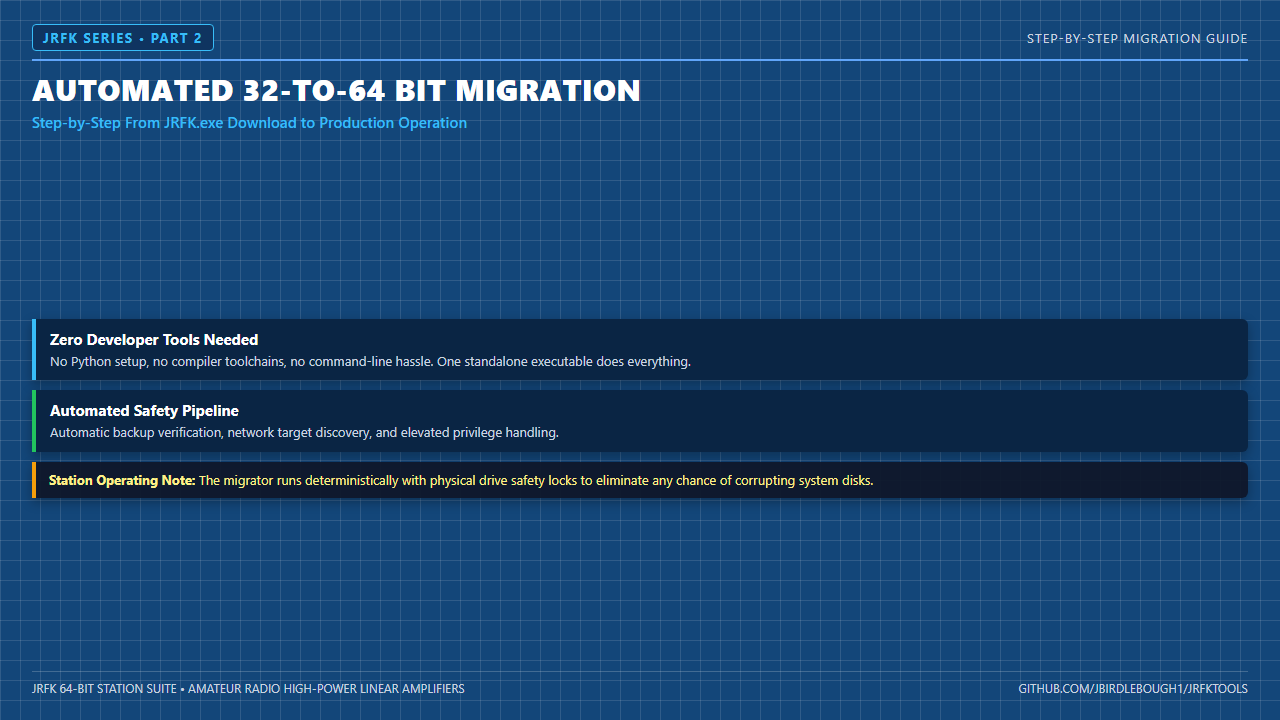 JRFK SERIES • PART 2
STEP-BY-STEP MIGRATION GUIDE
AUTOMATED 32-TO-64 BIT MIGRATION
Step-by-Step From JRFK.exe Download to Production Operation
Zero Developer Tools Needed
No Python setup, no compiler toolchains, no command-line hassle. One standalone executable does everything.
Automated Safety Pipeline
Automatic backup verification, network target discovery, and elevated privilege handling.
Station Operating Note: The migrator runs deterministically with physical drive safety locks to eliminate any chance of corrupting system disks.
JRFK 64-BIT STATION SUITE • AMATEUR RADIO HIGH-POWER LINEAR AMPLIFIERS
GITHUB.COM/JBIRDLEBOUGH1/JRFKTOOLS